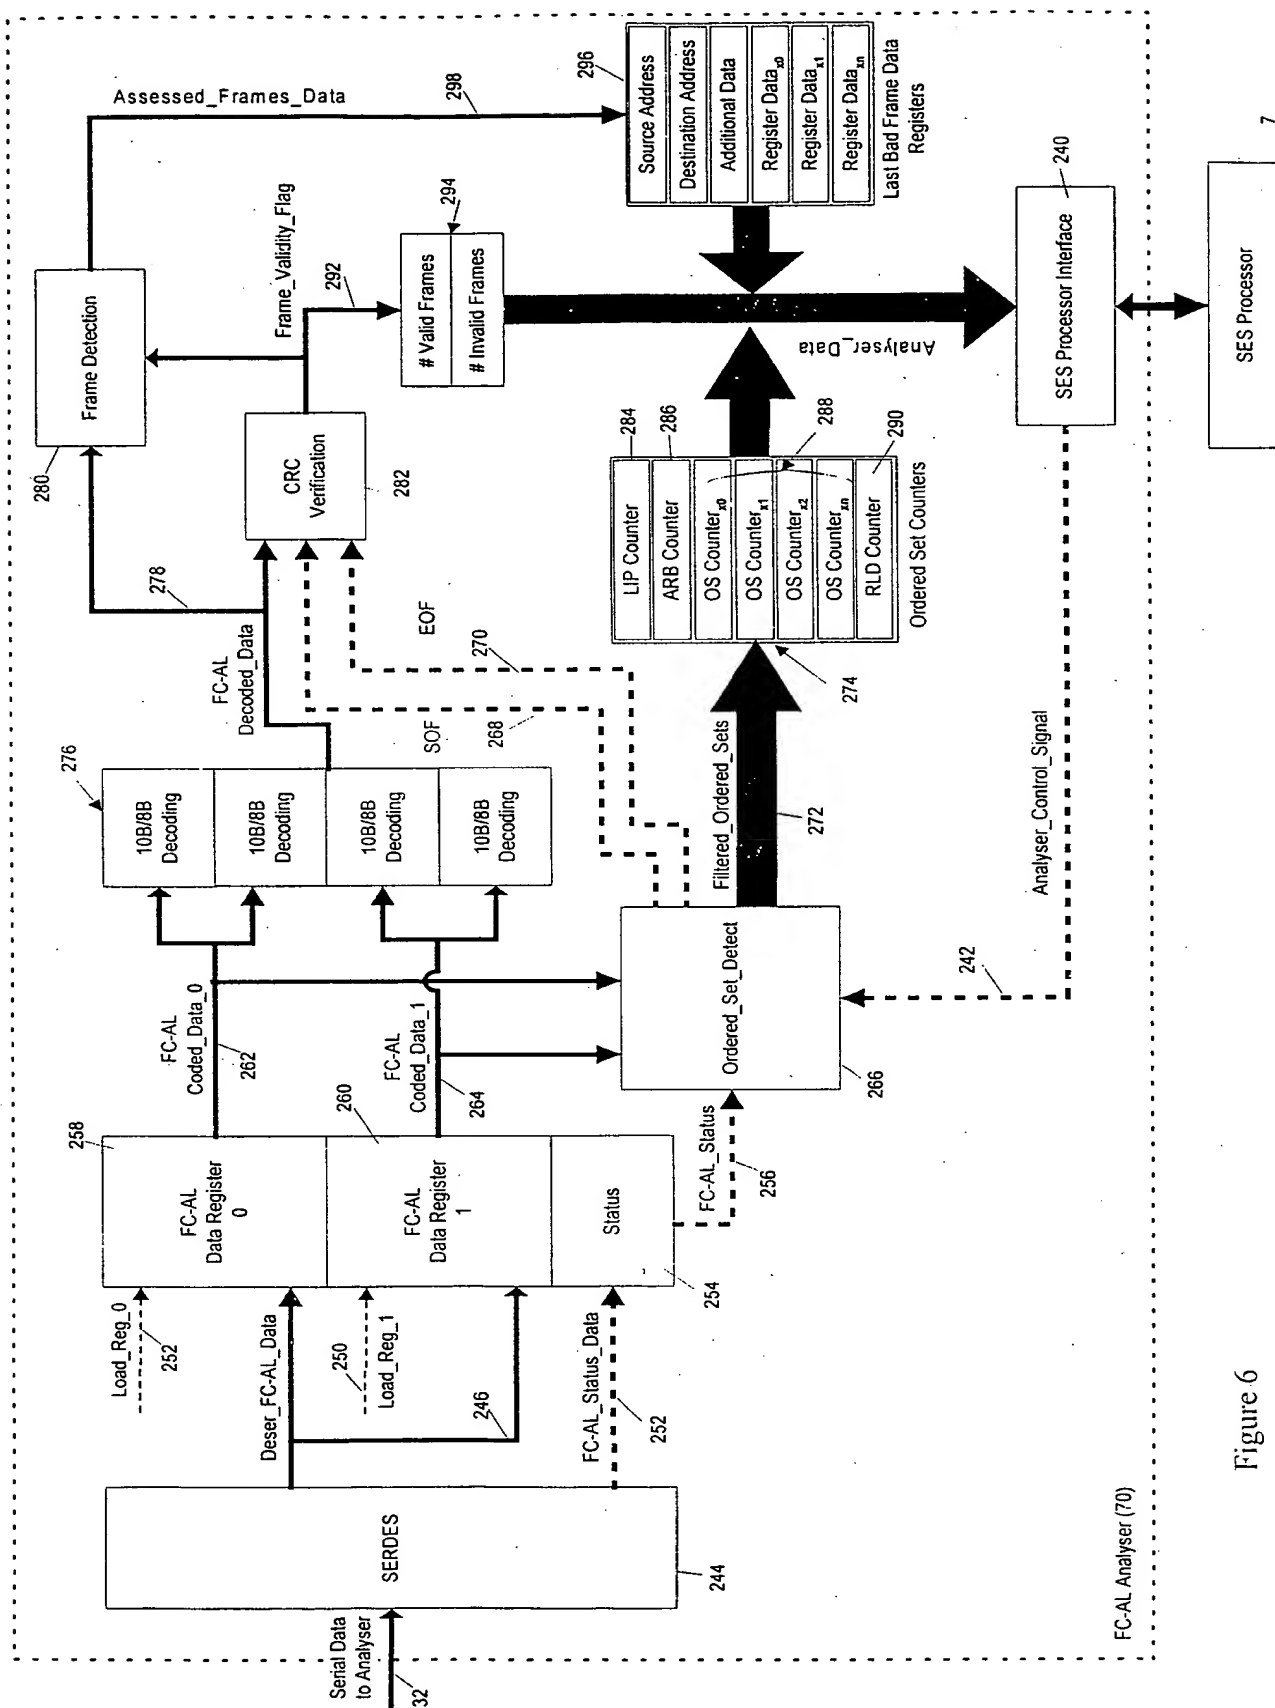 Serial Data
to Analyser
32
SERDES
244
Deser_FC-AL_Data
246
FC-AL_Status_Data
252
Load_Reg_0
252
250
Load_Reg_1
258
FC-AL
Data Register
0
260
FC-AL
Data Register
1
Status
254
FC-AL_Status
256
FC-AL
Coded_Data_0
262
FC-AL
Coded_Data_1
264
276
10B/8B
Decoding
10B/8B
Decoding
10B/8B
Decoding
10B/8B
Decoding
Ordered_Set_Detect
266
FC-AL
Decoded_Data
278
SOF
268
EOF
270
Filtered_Ordered_Sets
272
274
Analyser_Control_Signal
242
280
Frame Detection
CRC
Verification
282
Frame_Validity_Flag
292
Assessed_Frames_Data
298
# Valid Frames
# Invalid Frames
294
LIP Counter
ARB Counter
OS Counterx0
OS Counterx1
OS Counterx2
OS Counterxn
RLD Counter
284
286
288
290
Ordered Set Counters
Analyser_Data
296
Source Address
Destination Address
Additional Data
Register Datax0
Register Datax1
Register Dataxn
Last Bad Frame Data
Registers
SES Processor Interface
240
SES Processor
7
FC-AL Analyser (70)
Figure 6